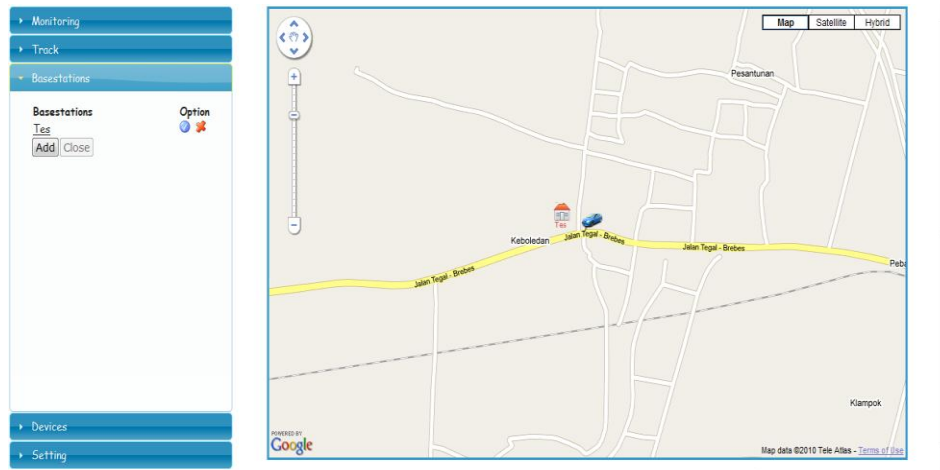 Monitoring
Track
Basestations
Basestations Option
Tes
Add Close
Devices
Setting
Map Satellite Hybrid
Pesantunan
Tes
Keboledan
Jalan Tegal - Brebes
Jalan Tegal - Brebes
Jalan Tegal - Brebes
Peba
Klampok
POWERED BY
Google
Map data ©2010 Tele Atlas - Terms of Use